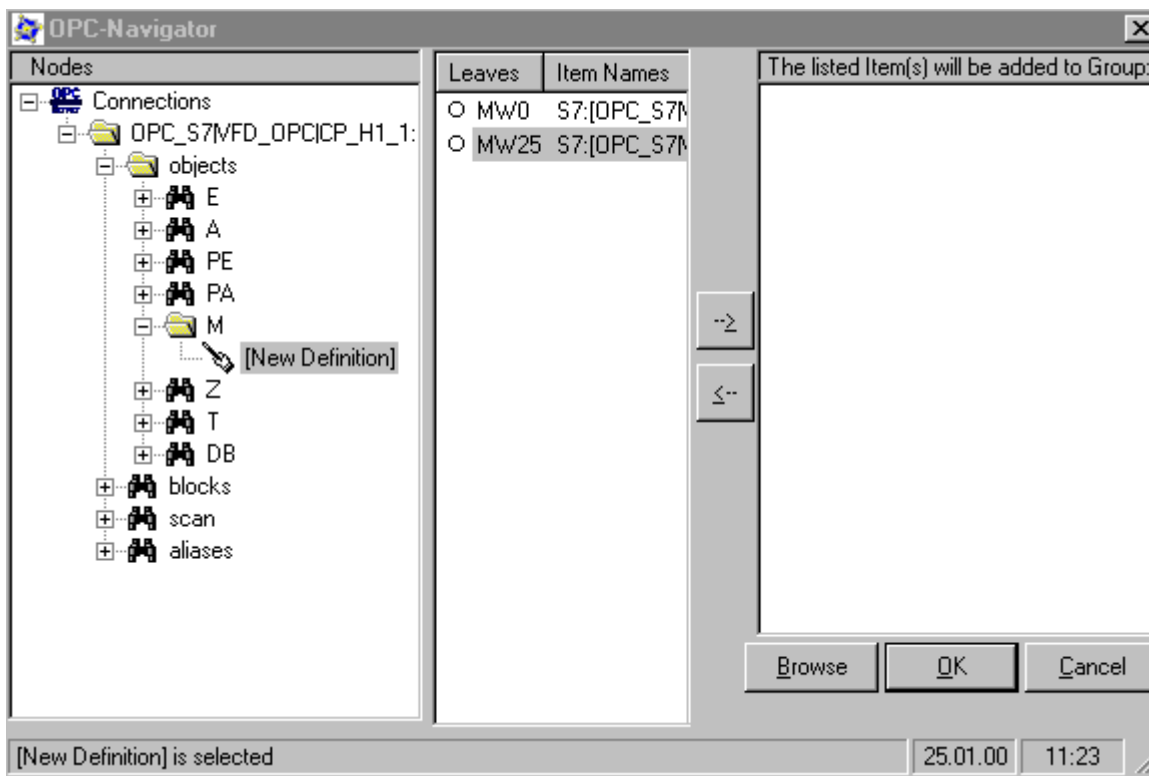 OPC-Navigator
Nodes
Connections
OPC_S7|VFD_OPC|CP_H1_1:
objects
E
A
PE
PA
M
[New Definition]
Z
T
DB
blocks
scan
aliases
Leaves Item Names
MW0 S7:[OPC_S7|
MW25 S7:[OPC_S7|
-->
<--
The listed Item(s) will be added to Group:
Browse OK Cancel
[New Definition] is selected 25.01.00 11:23